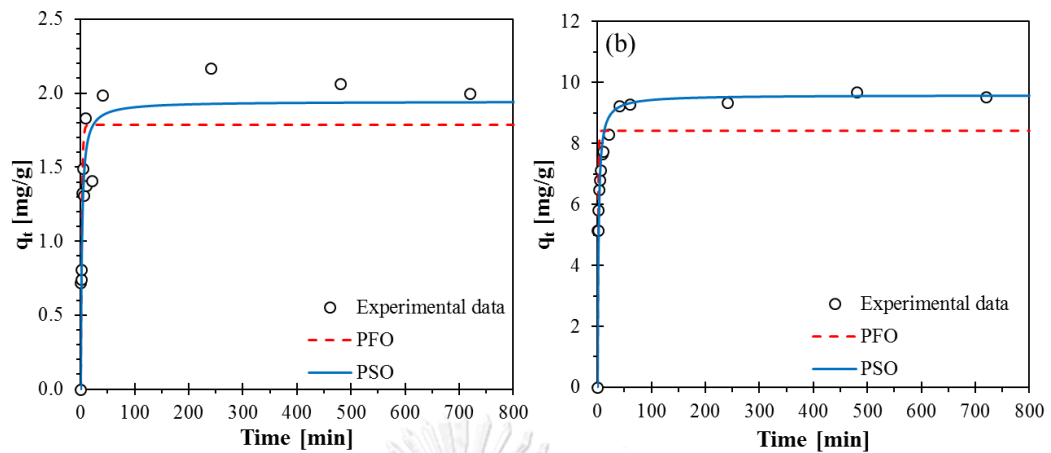 2.5
2.0
1.5
1.0
0.5
0.0
qt [mg/g]
Experimental data
PFO
PSO
0 100 200 300 400 500 600 700 800
Time [min]
(b)
12
10
8
6
4
2
0
qt [mg/g]
Experimental data
PFO
PSO
0 100 200 300 400 500 600 700 800
Time [min]